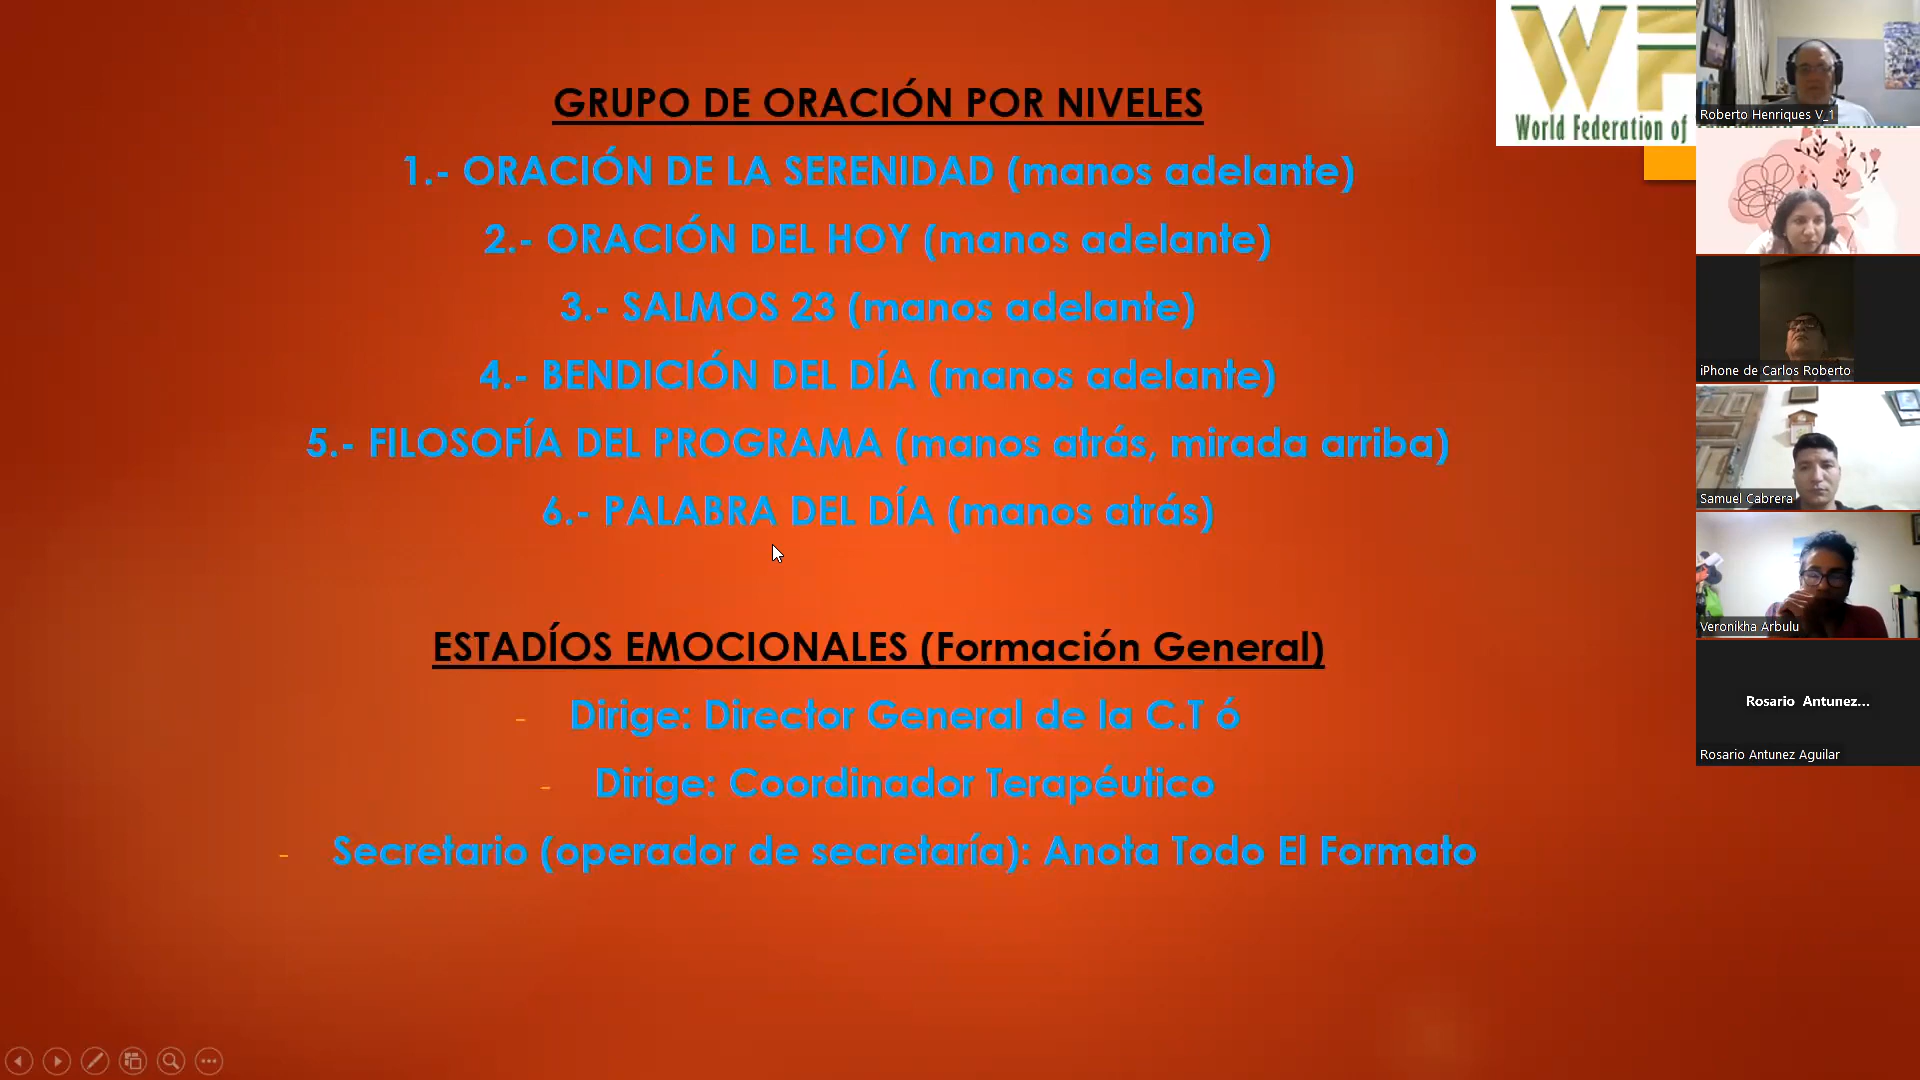 GRUPO DE ORACIÓN POR NIVELES
1.- ORACIÓN DE LA SERENIDAD (manos adelante)
2.- ORACIÓN DEL HOY (manos adelante)
3.- SALMOS 23 (manos adelante)
4.- BENDICIÓN DEL DÍA (manos adelante)
5.- FILOSOFÍA DEL PROGRAMA (manos atrás, mirada arriba)
6.- PALABRA DEL DÍA (manos atrás)
ESTADÍOS EMOCIONALES (Formación General)
- Dirige: Director General de la C.T ó
- Dirige: Coordinador Terapéutico
- Secretario (operador de secretaría): Anota Todo El Formato
WF
World Federation of
Roberto Henriques V_1
iPhone de Carlos Roberto
Samuel Cabrera
Veronikha Arbulu
Rosario Antunez...
Rosario Antunez Aguilar